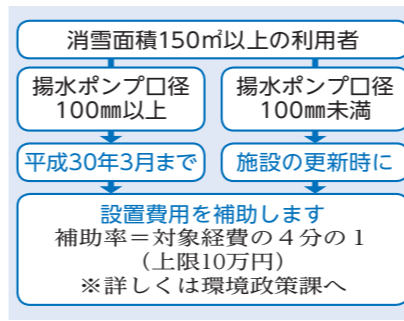 消雪面積150㎡以上の利用者
揚水ポンプ口径
100㎜以上
揚水ポンプ口径
100㎜未満
平成30年3月まで
施設の更新時に
設置費用を補助します
補助率＝対象経費の４分の１
（上限10万円）
※詳しくは環境政策課へ